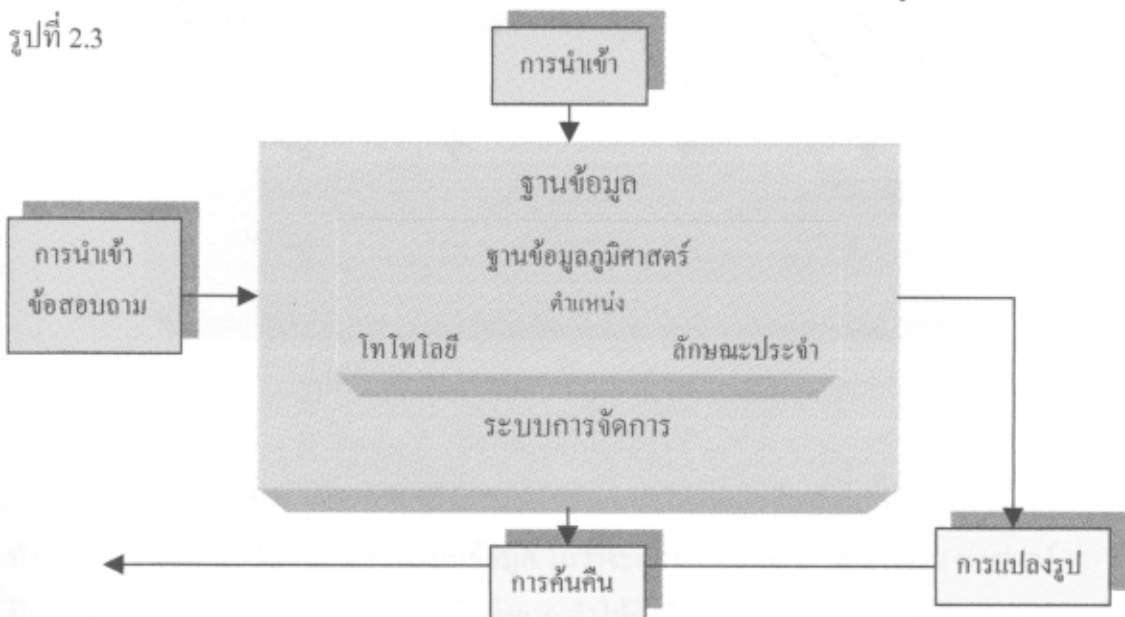 รูปที่ 2.3
การนำเข้า
ฐานข้อมูล
การนำเข้า
ข้อสอบถาม
ฐานข้อมูลภูมิศาสตร์
ตำแหน่ง
โทโพโลยี ลักษณะประจำ
ระบบการจัดการ
การค้นคืน
การแปลงรูป